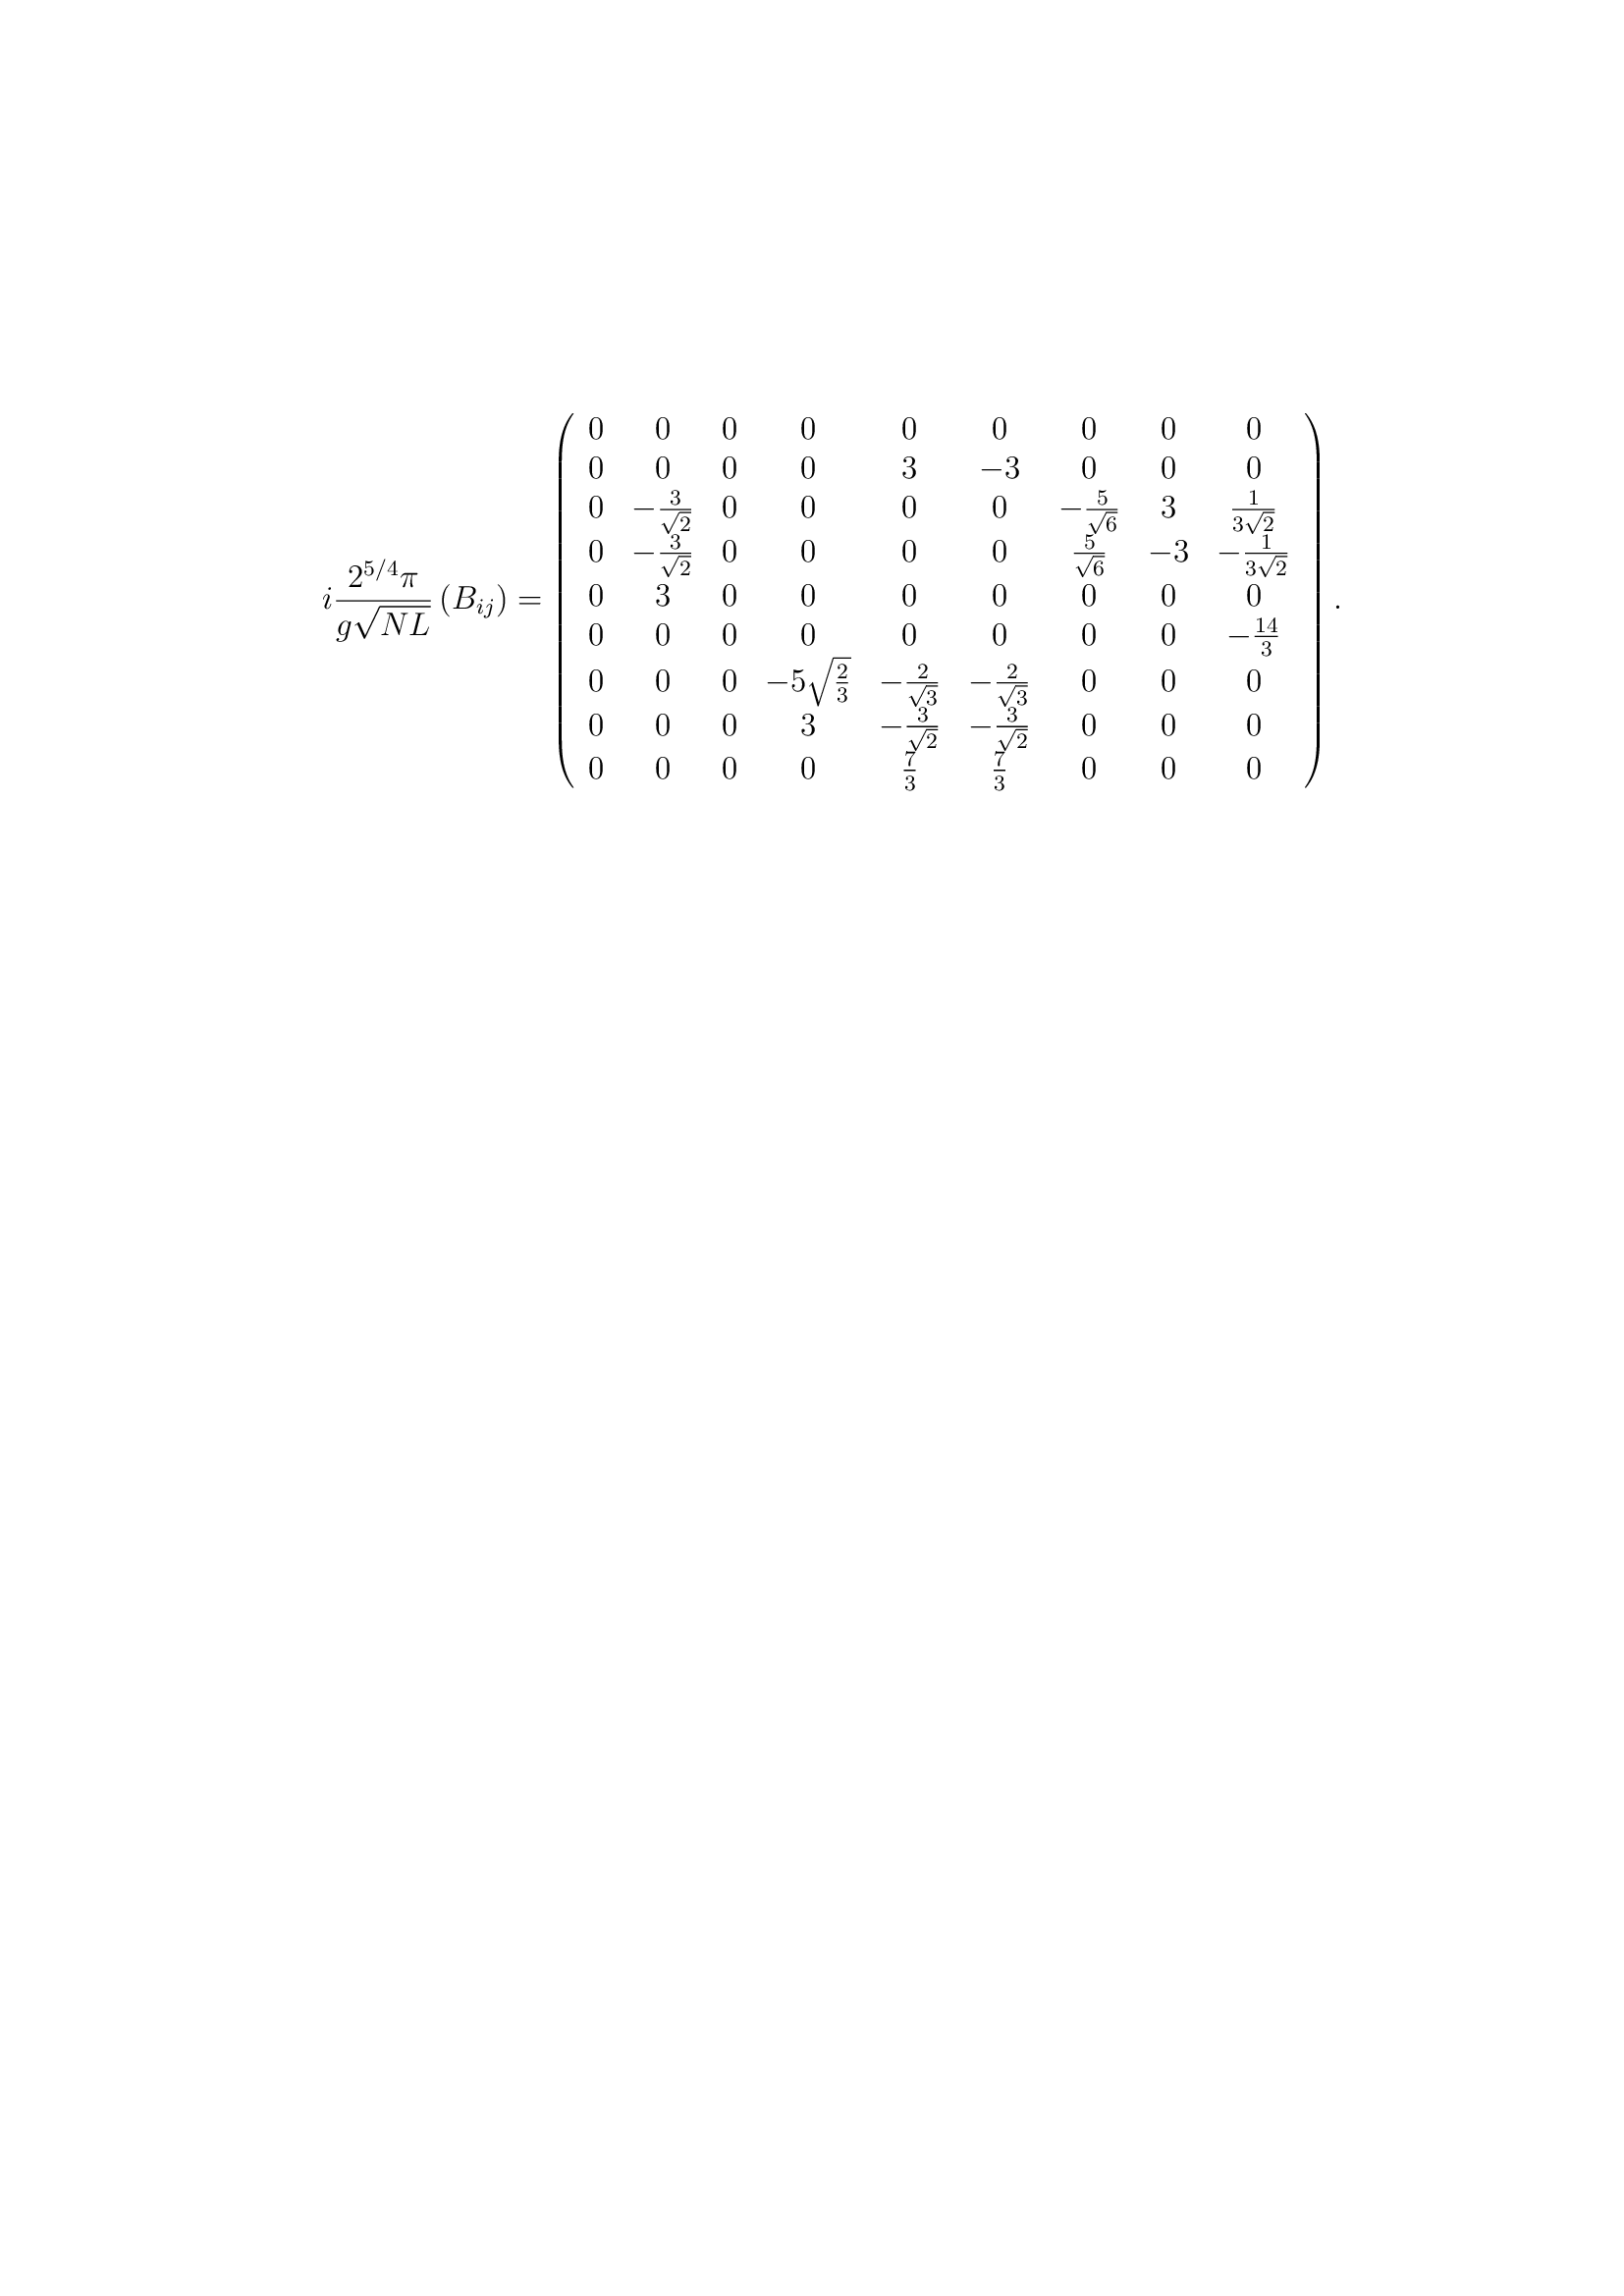 $$i\frac{2^{5/4}\pi}{g\sqrt{NL}}\left(B_{ij}\right)=\left(\begin{array}{ccccccccc}
0 & 0 & 0 & 0 & 0 & 0 & 0 & 0 & 0 \\
0 & 0 & 0 & 0 & 3 & -3 & 0 & 0 & 0 \\
0 & -\frac{3}{\sqrt{2}} & 0 & 0 & 0 & 0 & -\frac{5}{\sqrt{6}} & 3 & \frac{1}{3\sqrt{2}} \\
0 & -\frac{3}{\sqrt{2}} & 0 & 0 & 0 & 0 & \frac{5}{\sqrt{6}} & -3 & -\frac{1}{3\sqrt{2}} \\
0 & 3 & 0 & 0 & 0 & 0 & 0 & 0 & 0 \\
0 & 0 & 0 & 0 & 0 & 0 & 0 & 0 & -\frac{14}{3} \\
0 & 0 & 0 & -5\sqrt{\frac{2}{3}} & -\frac{2}{\sqrt{3}} & -\frac{2}{\sqrt{3}} & 0 & 0 & 0 \\
0 & 0 & 0 & 3 & -\frac{3}{\sqrt{2}} & -\frac{3}{\sqrt{2}} & 0 & 0 & 0 \\
0 & 0 & 0 & 0 & \frac{7}{3} & \frac{7}{3} & 0 & 0 & 0
\end{array}\right).$$